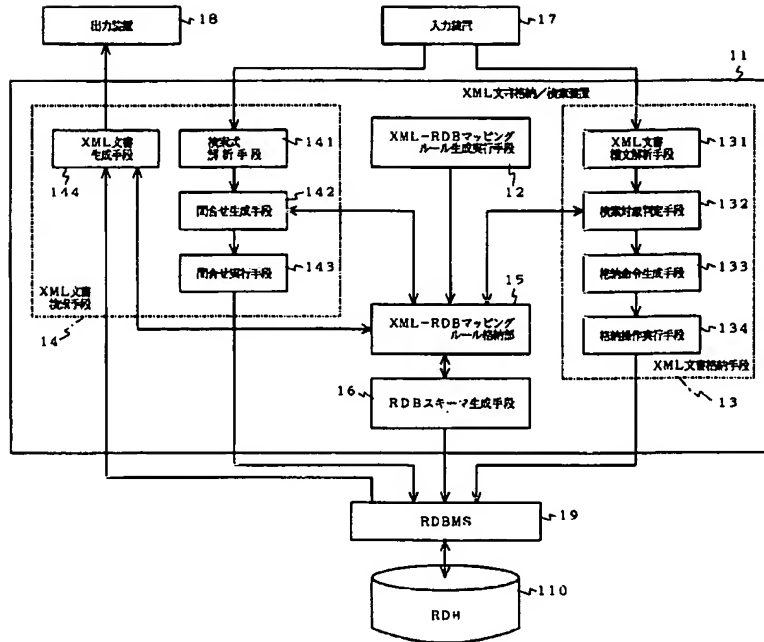 出力装置
18
入力装置
17
11
XML文書格納/検索装置
XML文書
生成手段
144
検索式
解析手段
141
XML-RDBマッピング
ルール生成実行手段
12
XML文書
構文解析手段
131
問合せ生成手段
142
検索対象判定手段
132
問合せ実行手段
143
格納命令生成手段
133
XML文書
検索手段
14
15
XML-RDBマッピング
ルール格納部
格納操作実行手段
134
XML文書格納手段
13
16
RDBスキーマ生成手段
RDBMS
19
RDH
110